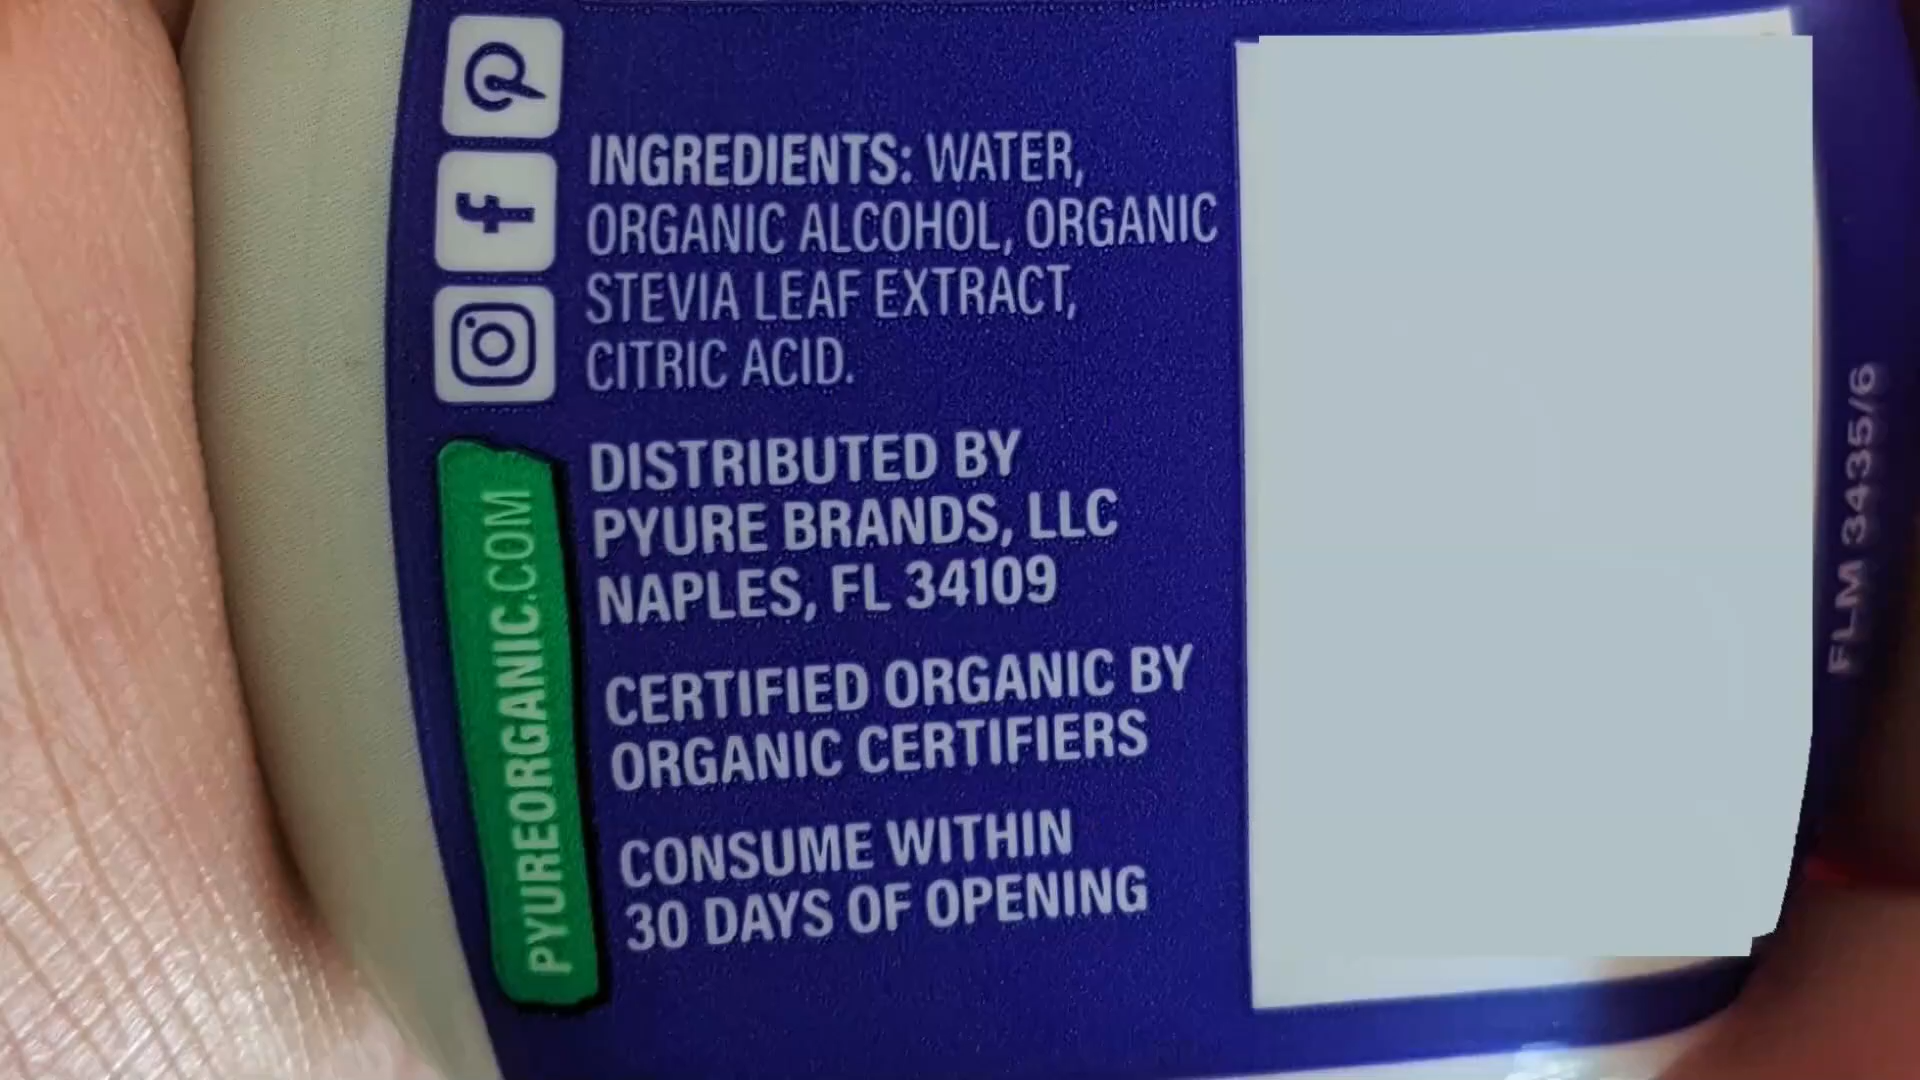 INGREDIENTS: WATER,
ORGANIC ALCOHOL, ORGANIC
STEVIA LEAF EXTRACT,
CITRIC ACID.
DISTRIBUTED BY
PYURE BRANDS, LLC
NAPLES, FL 34109
CERTIFIED ORGANIC BY
ORGANIC CERTIFIERS
CONSUME WITHIN
30 DAYS OF OPENING
PYUREORGANIC.COM
FLM 3435/6